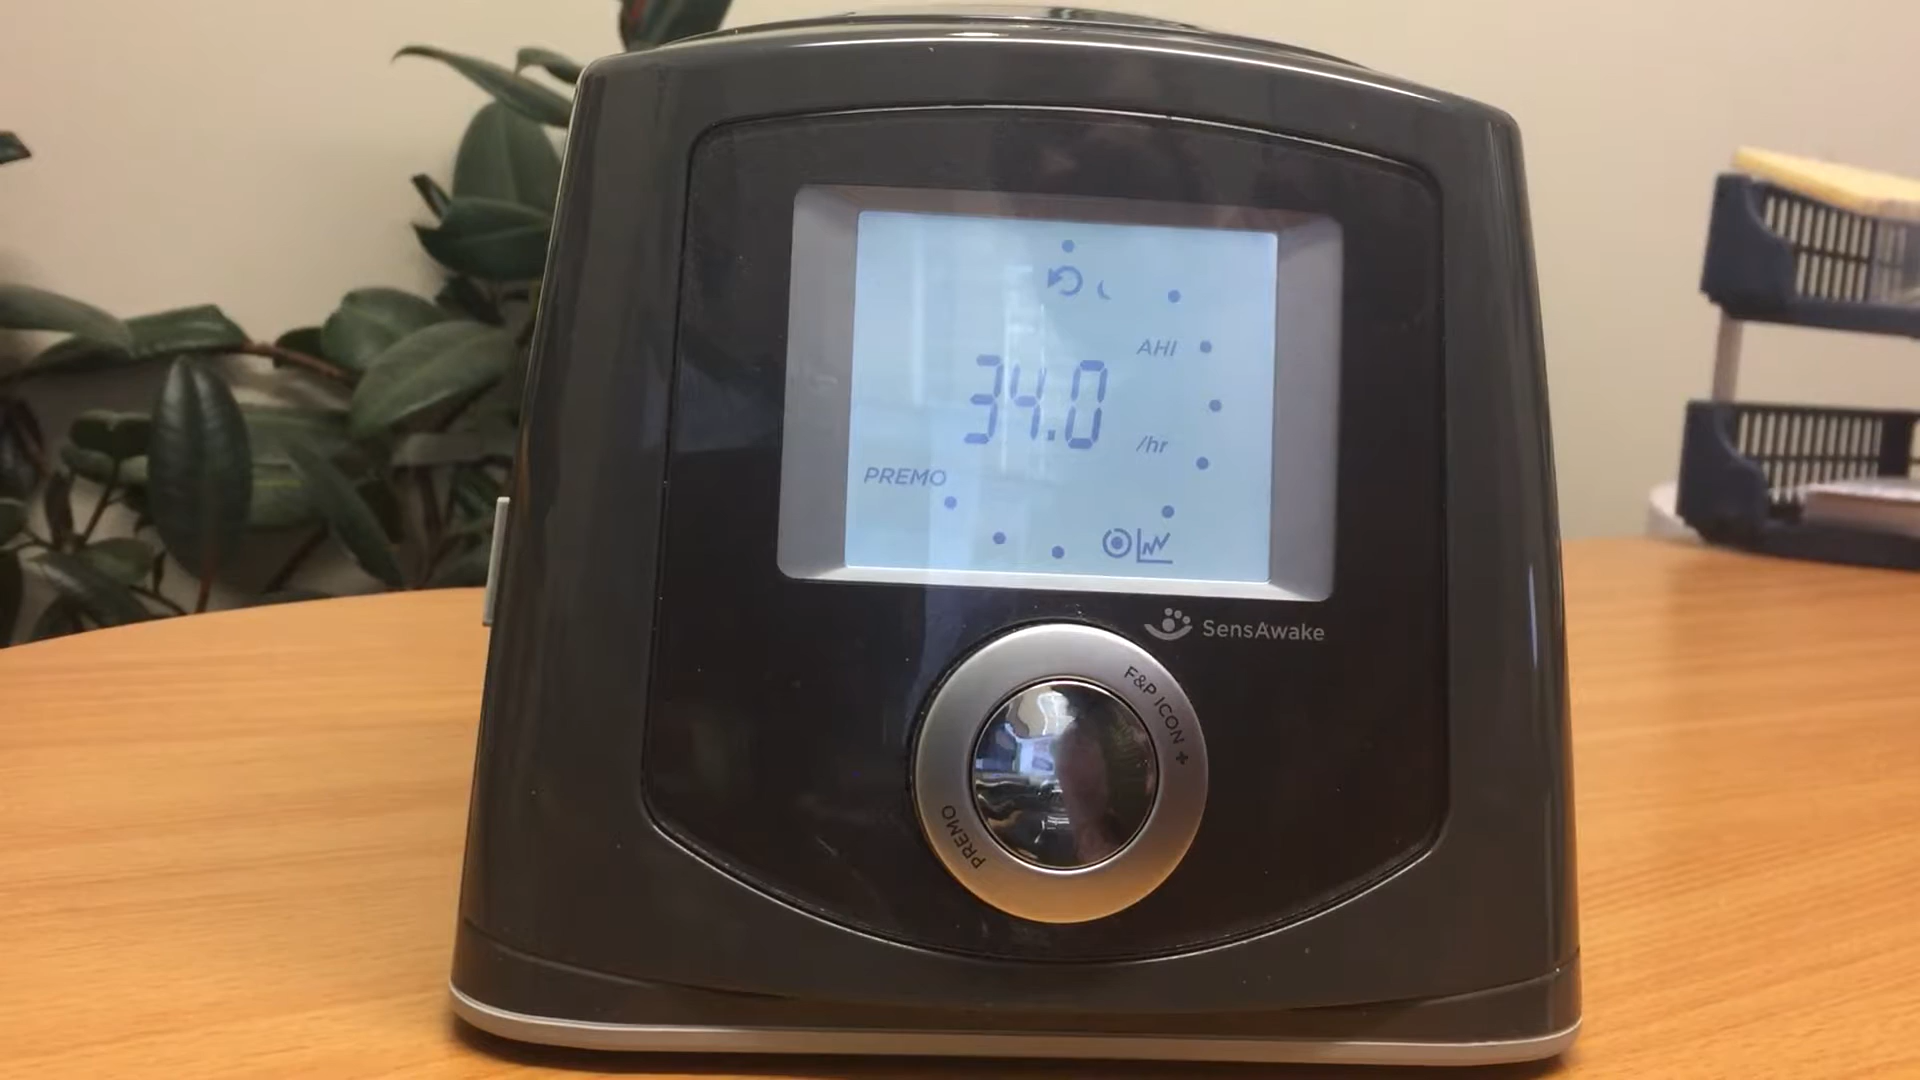 AHI
34.0
/hr
PREMO
SensAwake
F&P ICON +
PREMO